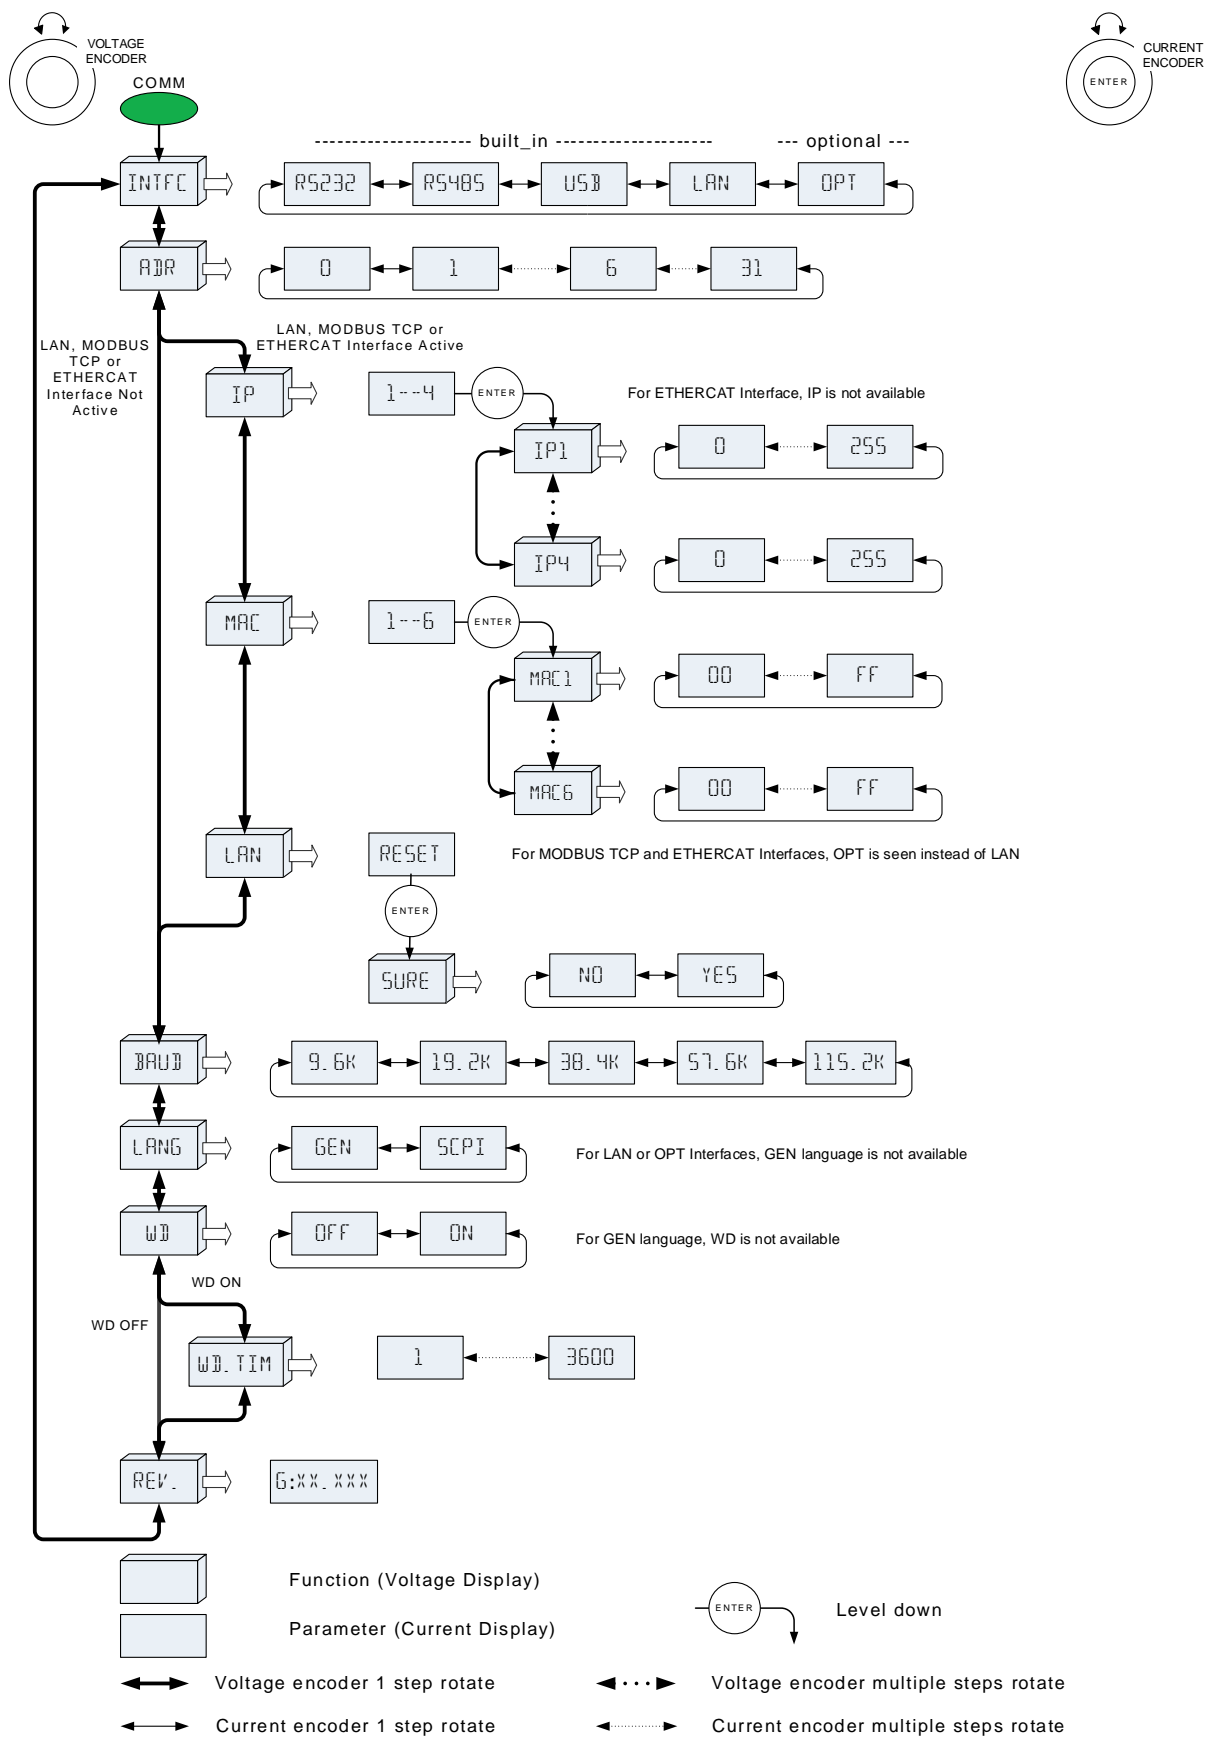 VOLTAGE
ENCODER
CURRENT
ENCODER
ENTER
COMM
------------------- built_in ------------------- --- optional ---
INTFC RS232 RS485 USB LAN OPT
ADR 0 1 6 31
LAN, MODBUS
TCP or
ETHERCAT
Interface Not
Active
LAN, MODBUS TCP or
ETHERCAT Interface Active
IP 1--4 ENTER
For ETHERCAT Interface, IP is not available
IP1 0 255
IP4 0 255
MAC 1--6 ENTER
MAC1 00 FF
MAC6 00 FF
LAN RESET
For MODBUS TCP and ETHERCAT Interfaces, OPT is seen instead of LAN
ENTER
SURE NO YES
BAUD 9.6K 19.2K 38.4K 57.6K 115.2K
LANG GEN SCPI
For LAN or OPT Interfaces, GEN language is not available
WD OFF ON
For GEN language, WD is not available
WD ON
WD OFF
WD.TIM 1 3600
REV. G:XX.XXX
Function (Voltage Display)
Parameter (Current Display)
ENTER
Level down
Voltage encoder 1 step rotate
Voltage encoder multiple steps rotate
Current encoder 1 step rotate
Current encoder multiple steps rotate